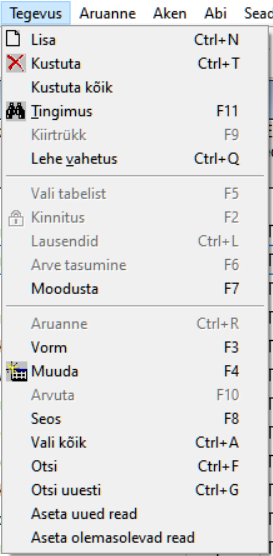 Tegevus Aruanne Aken Abi Sead
Lisa Ctrl+N
Kustuta Ctrl+T
Kustuta kõik
Tingimus F11
Kiirtrükk F9
Lehe vahetus Ctrl+Q
Vali tabelist F5
Kinnitus F2
Lausendid Ctrl+L
Arve tasumine F6
Moodusta F7
Aruanne Ctrl+R
Vorm F3
Muuda F4
Arvuta F10
Seos F8
Vali kõik Ctrl+A
Otsi Ctrl+F
Otsi uuesti Ctrl+G
Aseta uued read
Aseta olemasolevad read